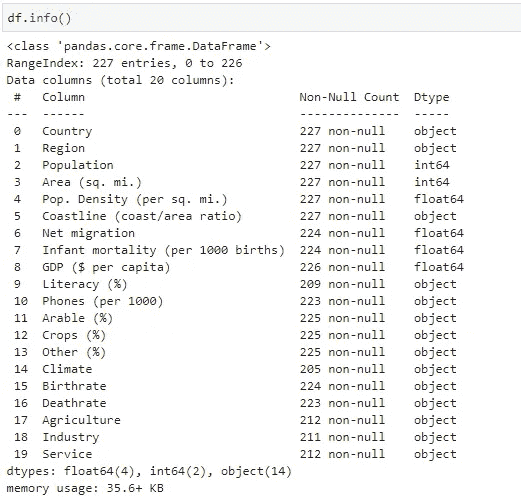 df.info()
<class 'pandas.core.frame.DataFrame'>
RangeIndex: 227 entries, 0 to 226
Data columns (total 20 columns):
 #   Column                              Non-Null Count  Dtype
---  ------                              --------------  -----
 0   Country                             227 non-null    object
 1   Region                              227 non-null    object
 2   Population                          227 non-null    int64
 3   Area (sq. mi.)                      227 non-null    int64
 4   Pop. Density (per sq. mi.)          227 non-null    float64
 5   Coastline (coast/area ratio)        227 non-null    object
 6   Net migration                       224 non-null    float64
 7   Infant mortality (per 1000 births)  224 non-null    float64
 8   GDP ($ per capita)                  226 non-null    float64
 9   Literacy (%)                        209 non-null    object
 10  Phones (per 1000)                   223 non-null    object
 11  Arable (%)                          225 non-null    object
 12  Crops (%)                           225 non-null    object
 13  Other (%)                           225 non-null    object
 14  Climate                             205 non-null    object
 15  Birthrate                           224 non-null    object
 16  Deathrate                           223 non-null    object
 17  Agriculture                         212 non-null    object
 18  Industry                            211 non-null    object
 19  Service                             212 non-null    object
dtypes: float64(4), int64(2), object(14)
memory usage: 35.6+ KB